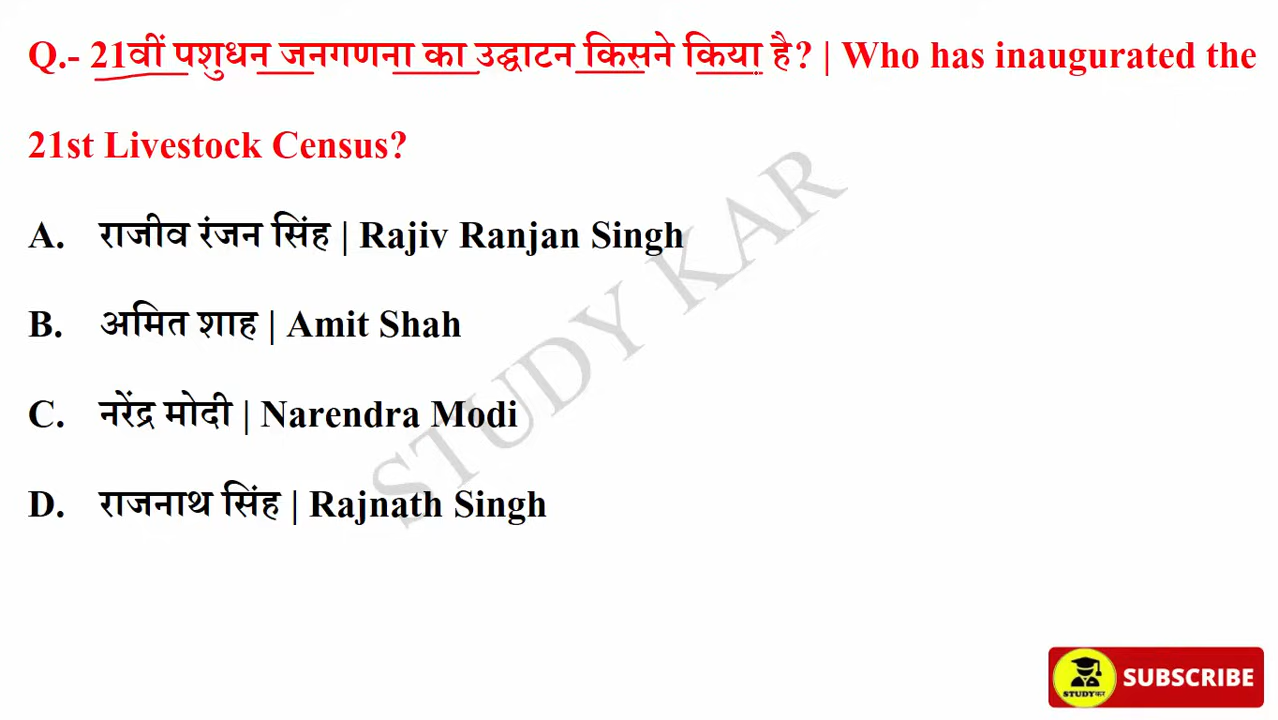 Q.- 21वीं पशुधन जनगणना का उद्घाटन किसने किया है? | Who has inaugurated the
21st Livestock Census?
A. राजीव रंजन सिंह | Rajiv Ranjan Singh
B. अमित शाह | Amit Shah
C. नरेंद्र मोदी | Narendra Modi
D. राजनाथ सिंह | Rajnath Singh
STUDY KAR
STUDYकर
SUBSCRIBE